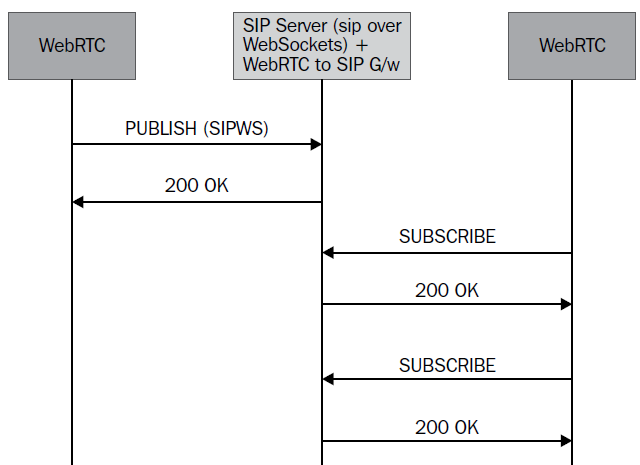 WebRTC
SIP Server (sip over
WebSockets) +
WebRTC to SIP G/w
WebRTC
PUBLISH (SIPWS)
200 OK
SUBSCRIBE
200 OK
SUBSCRIBE
200 OK